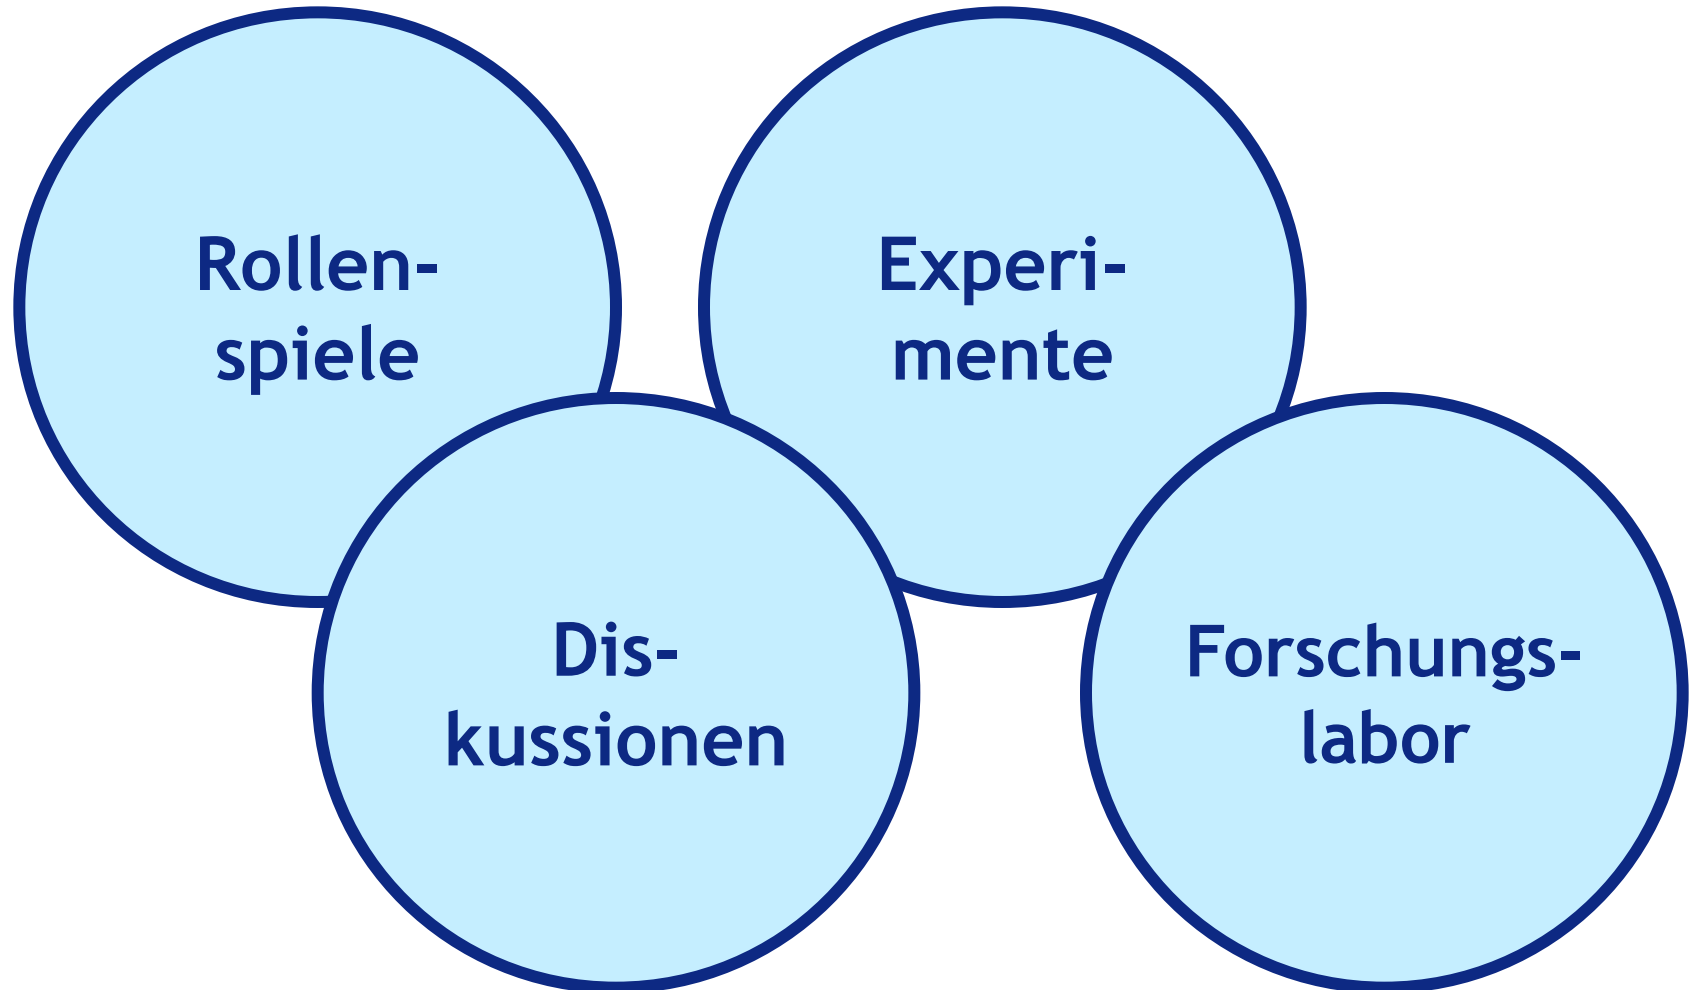 Rollen-
spiele
Experi-
mente
Dis-
kussionen
Forschungs-
labor